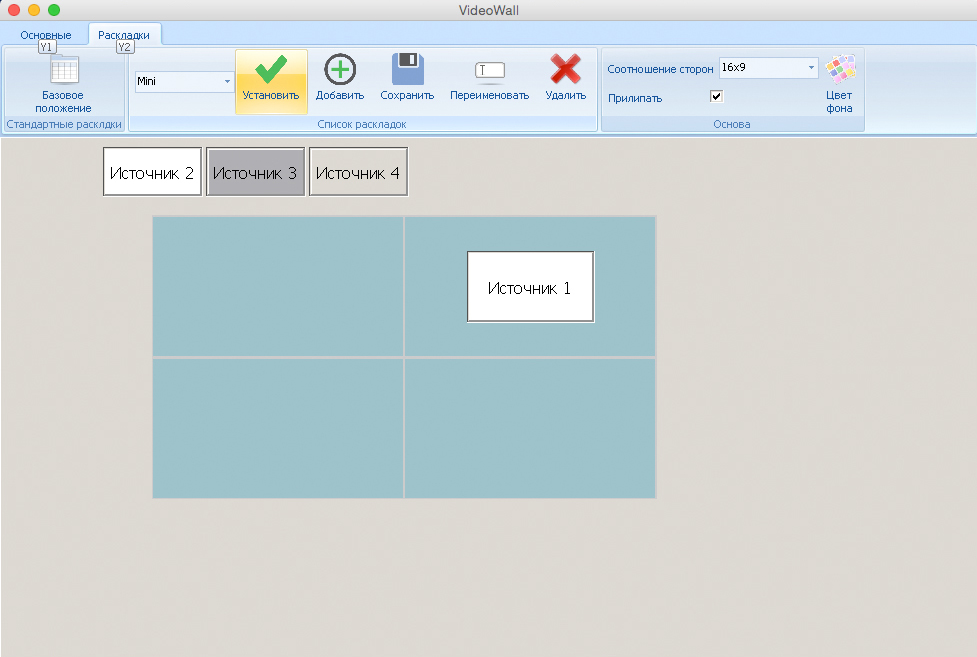 VideoWall
Основные
Раскладки
Y1
Y2
Базовое
положение
Стандартные расклдки
Mini
Установить
Добавить
Сохранить
T
Переименовать
Удалить
Список раскладок
Соотношение сторон
16x9
Прилипать
Цвет
фона
Основа
Источник 2
Источник 3
Источник 4
Источник 1